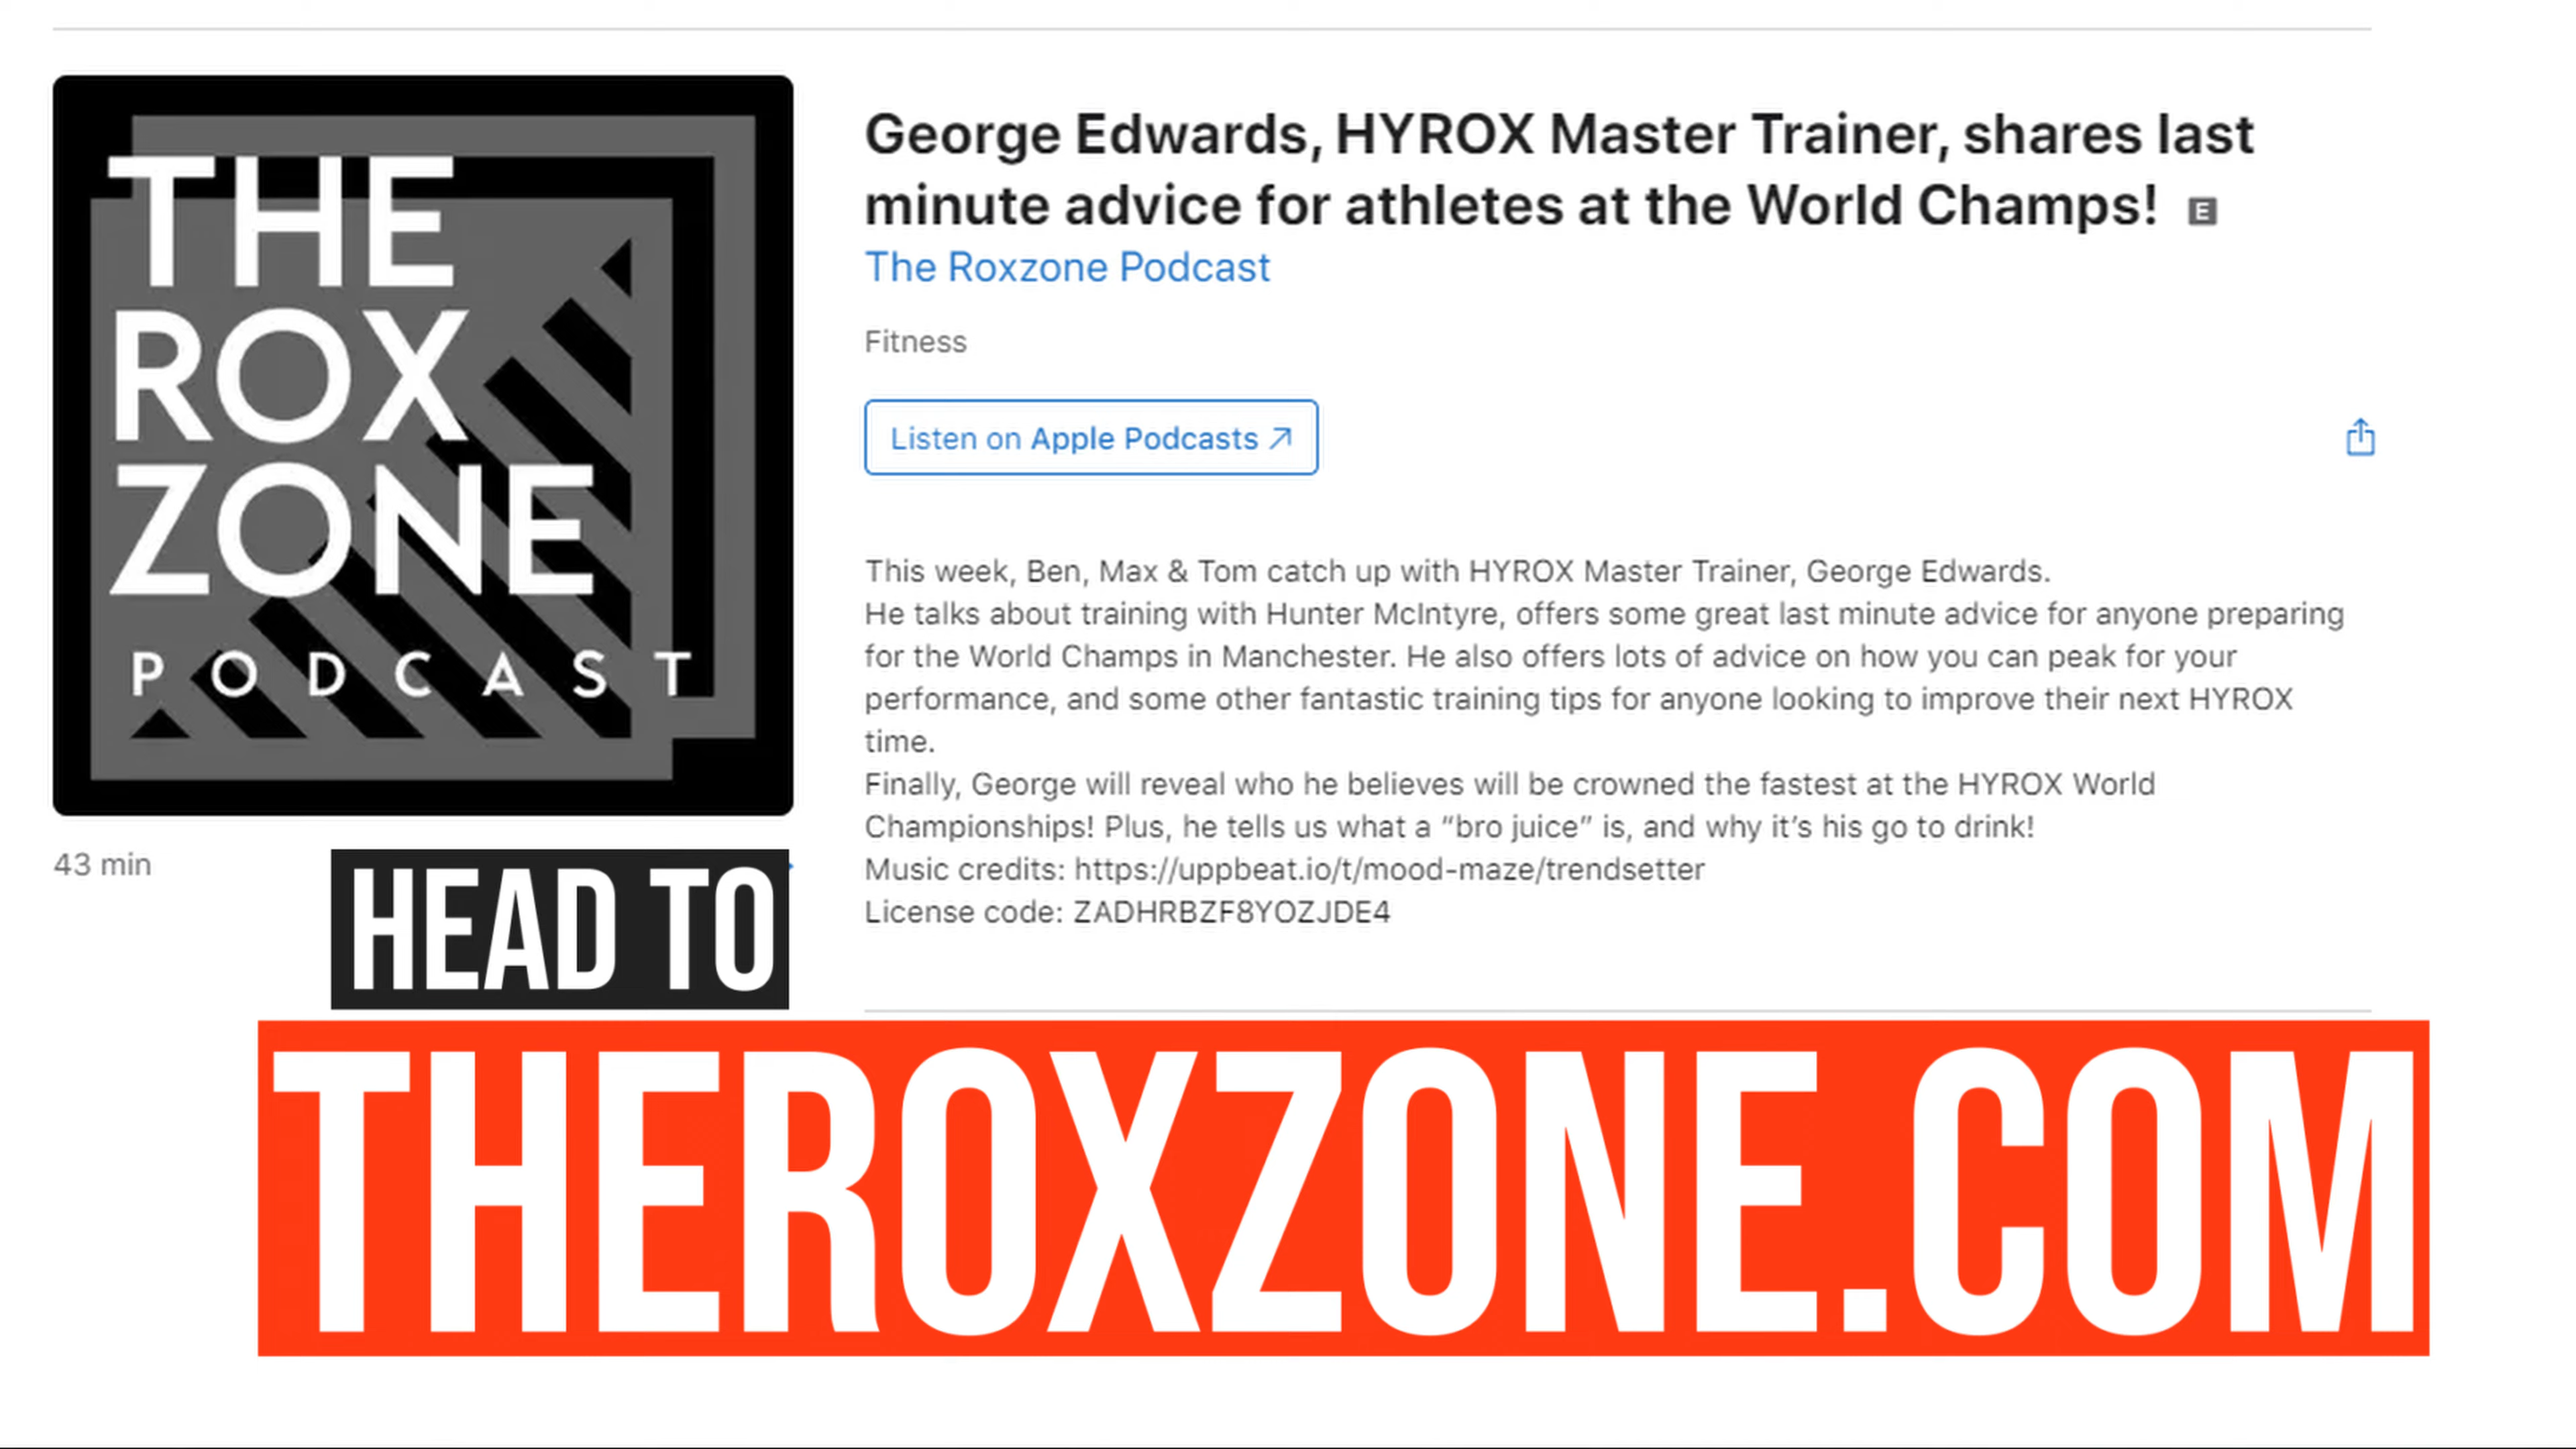 THE
ROX
ZONE
PODCAST
43 min
George Edwards, HYROX Master Trainer, shares last
minute advice for athletes at the World Champs! E
The Roxzone Podcast
Fitness
Listen on Apple Podcasts ↗
This week, Ben, Max & Tom catch up with HYROX Master Trainer, George Edwards.
He talks about training with Hunter McIntyre, offers some great last minute advice for anyone preparing
for the World Champs in Manchester. He also offers lots of advice on how you can peak for your
performance, and some other fantastic training tips for anyone looking to improve their next HYROX
time.
Finally, George will reveal who he believes will be crowned the fastest at the HYROX World
Championships! Plus, he tells us what a “bro juice” is, and why it’s his go to drink!
Music credits: https://uppbeat.io/t/mood-maze/trendsetter
License code: ZADHRBZF8YOZJDE4
HEAD TO
THEROXZONE.COM